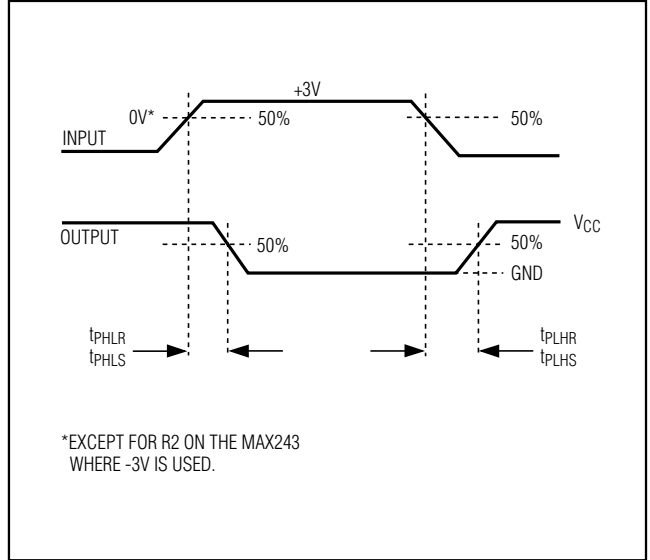 +3V
0V*
50%
50%
INPUT
OUTPUT
VCC
50%
50%
GND
tPHLR
tPHLS
tPLHR
tPLHS
*EXCEPT FOR R2 ON THE MAX243
WHERE -3V IS USED.